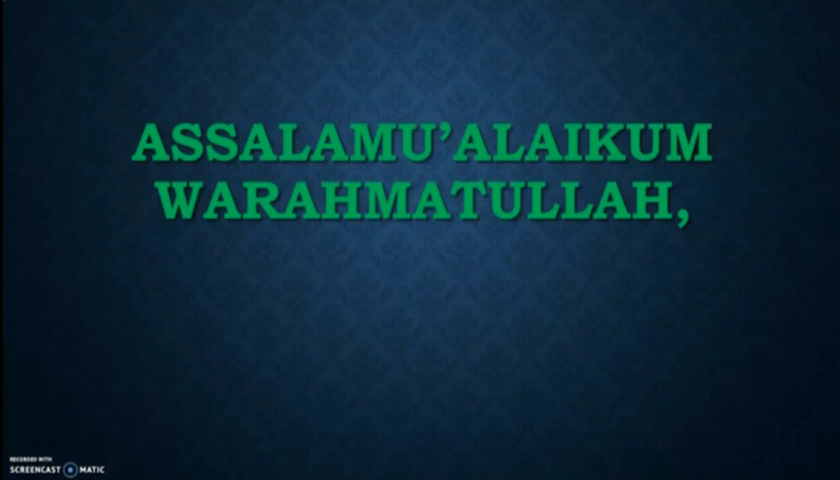 ASSALAMU’ALAIKUM
WARAHMATULLAH,
RECORDED WITH
SCREENCAST MATIC